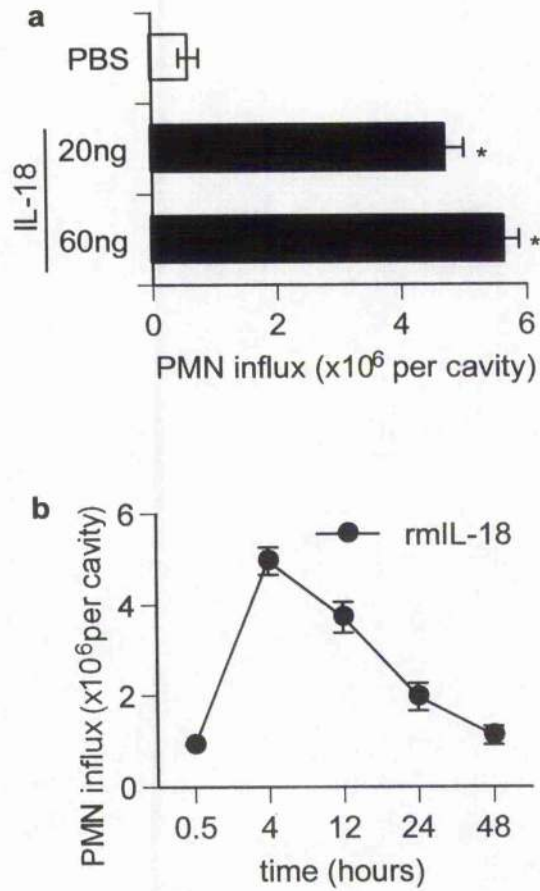 a
PBS
IL-18
20ng
*
60ng
*
0 2 4 6
PMN influx (x10⁶ per cavity)
b
PMN influx (x10⁶per cavity)
6
4
2
0
rmIL-18
0.5 4 12 24 48
time (hours)